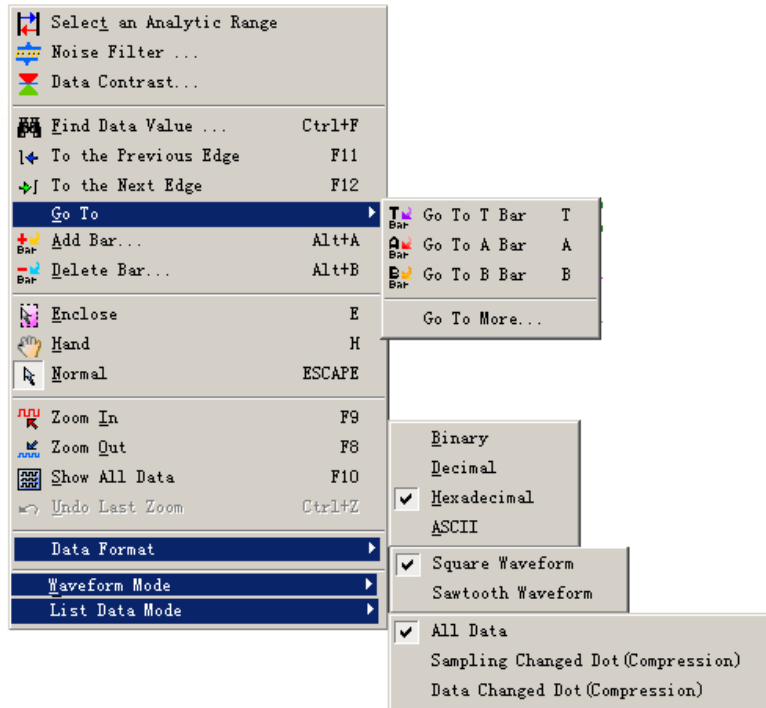 Select an Analytic Range
Noise Filter ...
Data Contrast...
Find Data Value ... Ctrl+F
To the Previous Edge F11
To the Next Edge F12
Go To
Add Bar... Alt+A
Delete Bar... Alt+B
Enclose E
Hand H
Normal ESCAPE
Zoom In F9
Zoom Out F8
Show All Data F10
Undo Last Zoom Ctrl+Z
Data Format
Waveform Mode
List Data Mode
T Bar Go To T Bar T
A Bar Go To A Bar A
B Bar Go To B Bar B
Go To More...
Binary
Decimal
Hexadecimal
ASCII
Square Waveform
Sawtooth Waveform
All Data
Sampling Changed Dot(Compression)
Data Changed Dot(Compression)